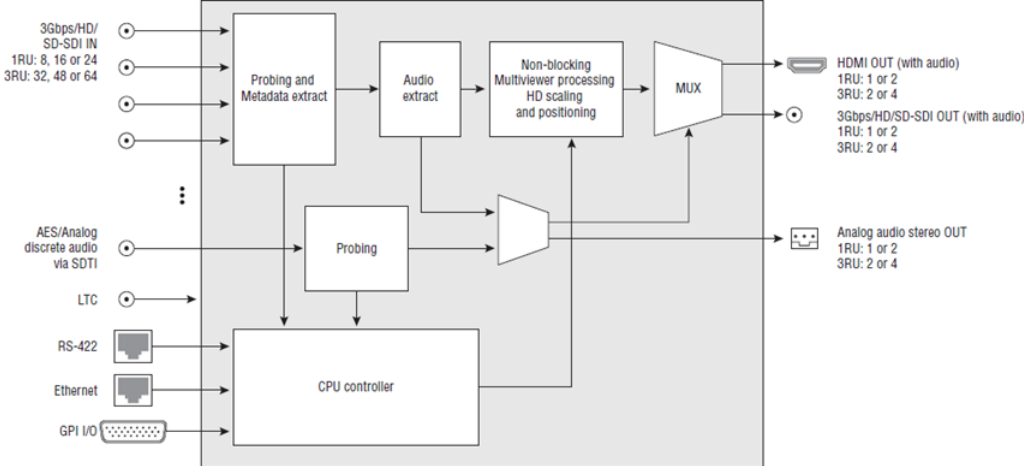 3Gbps/HD/
SD-SDI IN
1RU: 8, 16 or 24
3RU: 32, 48 or 64
Probing and
Metadata extract
Audio
extract
Non-blocking
Multiviewer processing
HD scaling
and positioning
MUX
HDMI OUT (with audio)
1RU: 1 or 2
3RU: 2 or 4
3Gbps/HD/SD-SDI OUT (with audio)
1RU: 1 or 2
3RU: 2 or 4
AES/Analog
discrete audio
via SDTI
Probing
Analog audio stereo OUT
1RU: 1 or 2
3RU: 2 or 4
LTC
RS-422
Ethernet
GPI I/O
CPU controller